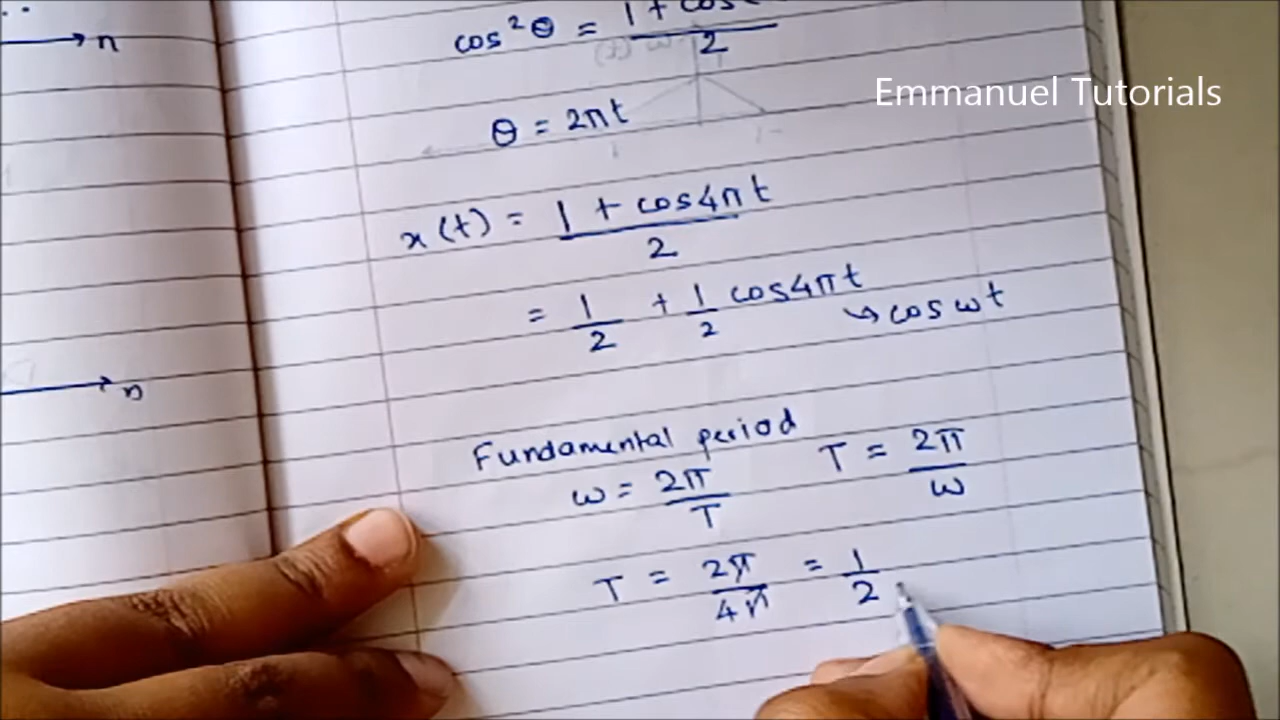 n
cos²θ = 1 + cos
2
Emmanuel Tutorials
θ = 2πt
x(t) = 1 + cos4πt
2
= 1/2 + 1/2 cos4πt
↳ cos ωt
n
Fundamental period
ω = 2π/T T = 2π/ω
T = 2π/4π = 1/2